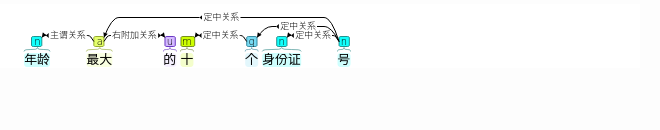 定中关系
定中关系
主谓关系 右附加关系 定中关系 定中关系
n a u m q n n
年龄 最大 的 十 个 身份证 号